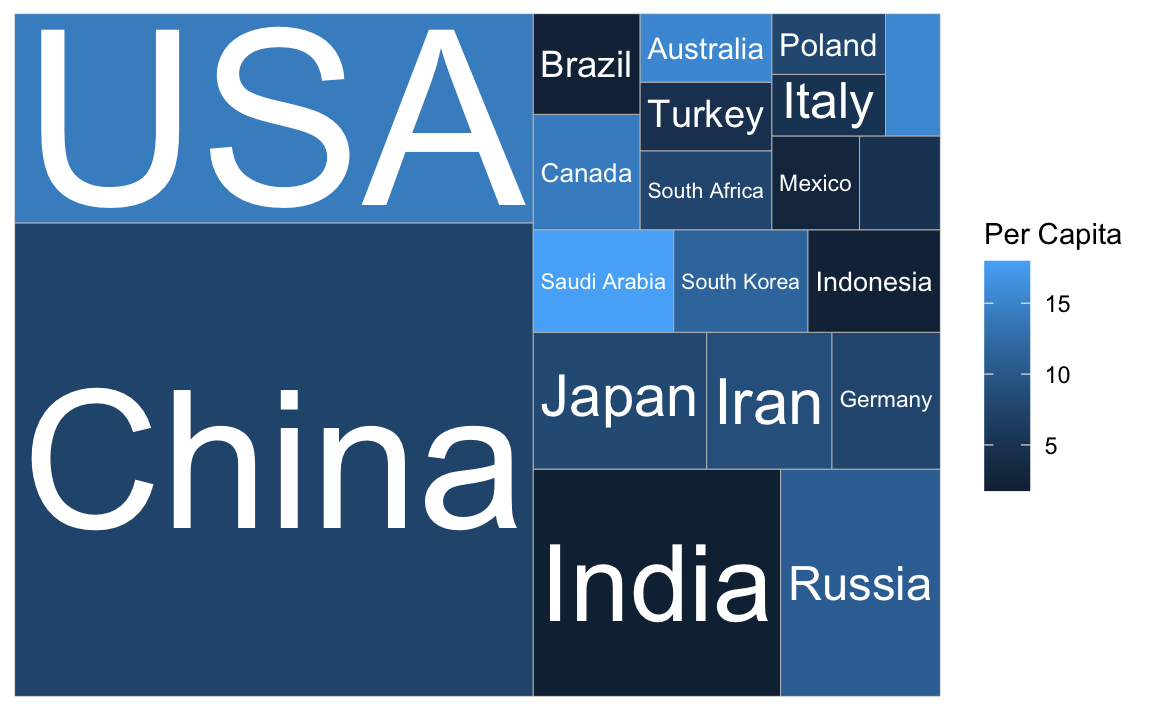 USA
Brazil
Australia
Poland
Turkey
Italy
Canada
South Africa
Mexico
Saudi Arabia
South Korea
Indonesia
China
Japan
Iran
Germany
India
Russia
Per Capita
15
10
5